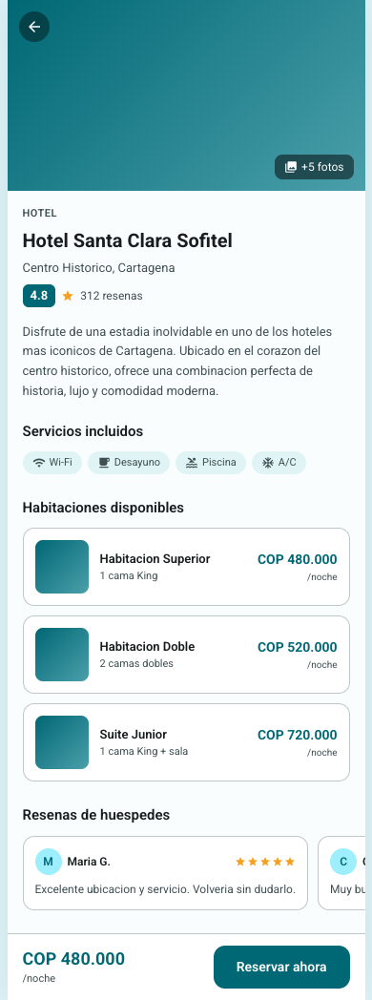 +5 fotos
HOTEL
Hotel Santa Clara Sofitel
Centro Historico, Cartagena
4.8 ★ 312 resenas
Disfrute de una estadia inolvidable en uno de los hoteles
mas iconicos de Cartagena. Ubicado en el corazon del
centro historico, ofrece una combinacion perfecta de
historia, lujo y comodidad moderna.
Servicios incluidos
Wi-Fi Desayuno Piscina A/C
Habitaciones disponibles
Habitacion Superior COP 480.000
1 cama King /noche
Habitacion Doble COP 520.000
2 camas dobles /noche
Suite Junior COP 720.000
1 cama King + sala /noche
Resenas de huespedes
M Maria G. ★★★★★ C
Excelente ubicacion y servicio. Volveria sin dudarlo. Muy
COP 480.000
/noche
Reservar ahora